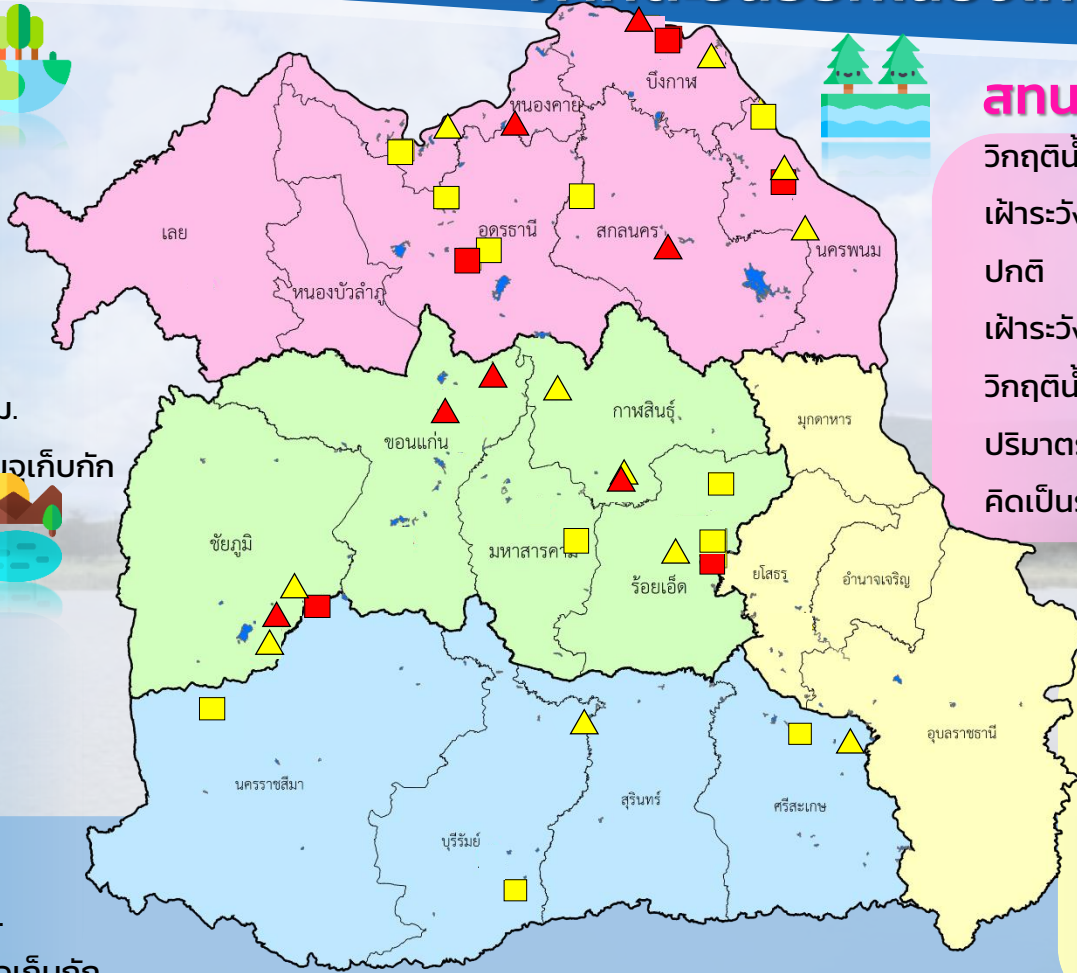 บึงกาฬ
หนองคาย
เลย
อุดรธานี
สกลนคร
นครพนม
หนองบัวลำภู
กาฬสินธุ์
มุกดาหาร
ขอนแก่น
ชัยภูมิ
มหาสารคาม
ร้อยเอ็ด
ยโสธร
อำนาจเจริญ
อุบลราชธานี
นครราชสีมา
สุรินทร์
ศรีสะเกษ
บุรีรัมย์
สทน
วิกฤติน้ำ
เฝ้าระวัง
ปกติ
เฝ้าระวัง
วิกฤติน้ำ
ปริมาตร
คิดเป็นร
ม.
เก็บกัก
เก็บกัก